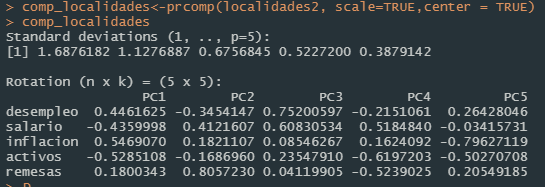 > comp_localidades<-prcomp(localidades2, scale=TRUE,center = TRUE)
> comp_localidades
Standard deviations (1, .., p=5):
[1] 1.6876182 1.1276887 0.6756845 0.5227200 0.3879142

Rotation (n x k) = (5 x 5):
                 PC1        PC2        PC3        PC4         PC5
desempleo  0.4461625 -0.3454147 0.75200597 -0.2151061  0.26428046
salario   -0.4359998  0.4120761 0.60830534  0.5184840 -0.03415731
inflacion  0.5469070  0.1821107 0.08546267  0.1624092 -0.79627119
activos   -0.5285108 -0.1686960 0.23547910 -0.6197203 -0.50270708
remesas    0.1800343  0.8057230 0.04119905 -0.5239025  0.20549185